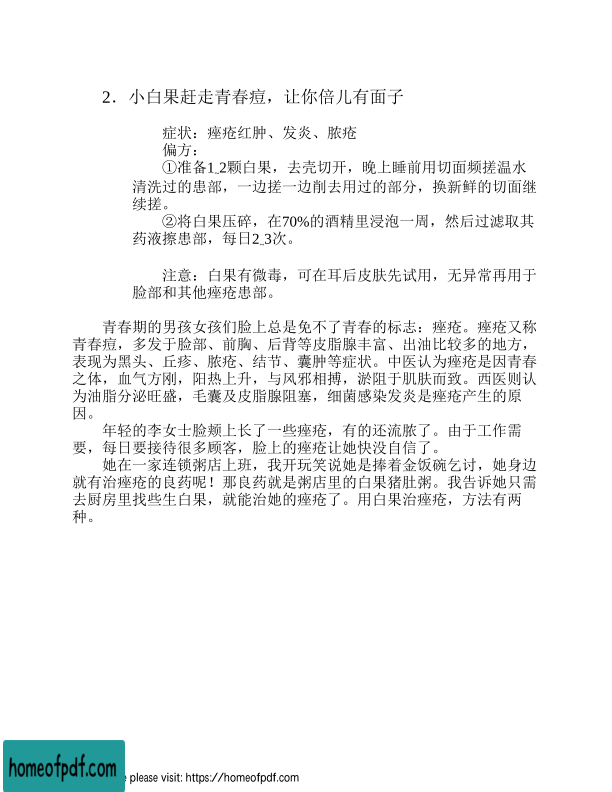 2．小白果赶走青春痘，让你倍儿有面子
症状：痤疮红肿、发炎、脓疮
偏方：
①准备1_2颗白果，去壳切开，晚上睡前用切面频搓温水
清洗过的患部，一边搓一边削去用过的部分，换新鲜的切面继
续搓。
②将白果压碎，在70%的酒精里浸泡一周，然后过滤取其
药液擦患部，每日2_3次。
注意：白果有微毒，可在耳后皮肤先试用，无异常再用于
脸部和其他痤疮患部。
青春期的男孩女孩们脸上总是免不了青春的标志：痤疮。痤疮又称
青春痘，多发于脸部、前胸、后背等皮脂腺丰富、出油比较多的地方，
表现为黑头、丘疹、脓疮、结节、囊肿等症状。中医认为痤疮是因青春
之体，血气方刚，阳热上升，与风邪相搏，淤阻于肌肤而致。西医则认
为油脂分泌旺盛，毛囊及皮脂腺阻塞，细菌感染发炎是痤疮产生的原
因。
年轻的李女士脸颊上长了一些痤疮，有的还流脓了。由于工作需
要，每日要接待很多顾客，脸上的痤疮让她快没自信了。
她在一家连锁粥店上班，我开玩笑说她是捧着金饭碗乞讨，她身边
就有治痤疮的良药呢！那良药就是粥店里的白果猪肚粥。我告诉她只需
去厨房里找些生白果，就能治她的痤疮了。用白果治痤疮，方法有两
种。
homeofpdf.com
e please visit: https://homeofpdf.com